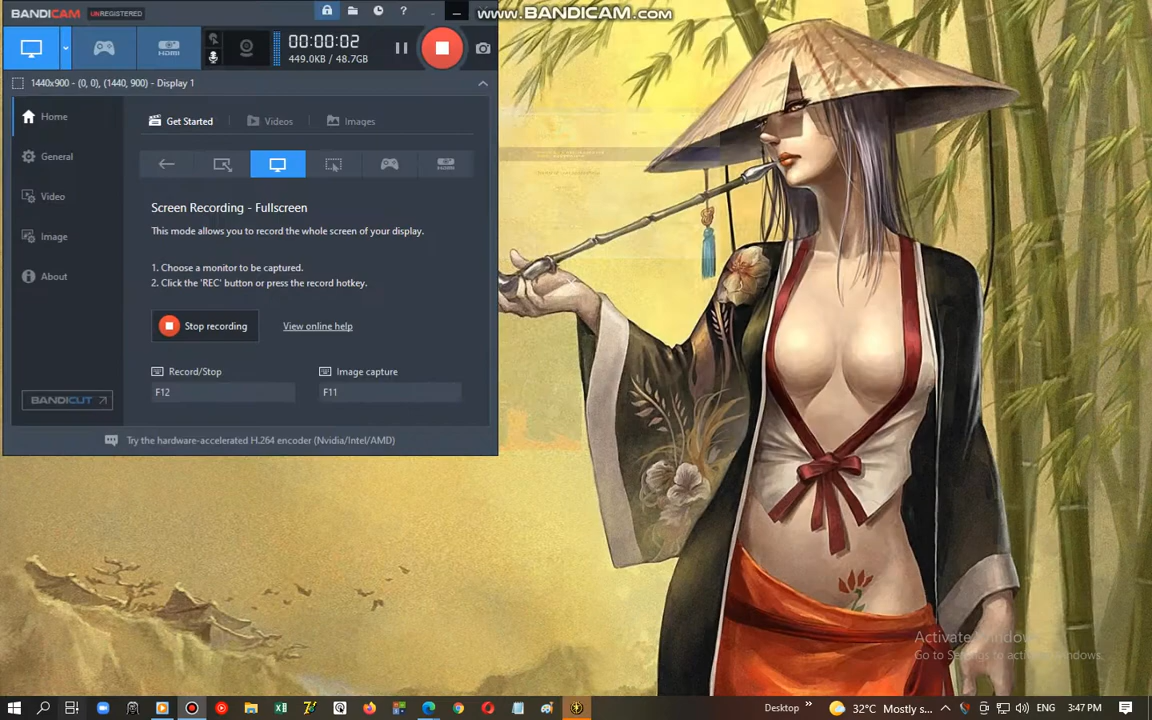 BANDICAM UNREGISTERED
www.BANDICAM.com
HDMI
00:00:02
449.0KB / 48.7GB
1440x900 - (0, 0), (1440, 900) - Display 1
Home
General
Video
Image
About
BANDICUT
Get Started
Videos
Images
HDMI
Screen Recording - Fullscreen
This mode allows you to record the whole screen of your display.
1. Choose a monitor to be captured.
2. Click the 'REC' button or press the record hotkey.
Stop recording
View online help
Record/Stop
Image capture
F12
F11
Try the hardware-accelerated H.264 encoder (Nvidia/Intel/AMD)
Activate Windows
Go to Settings to activate Windows.
Desktop
32°C Mostly s...
ENG
3:47 PM